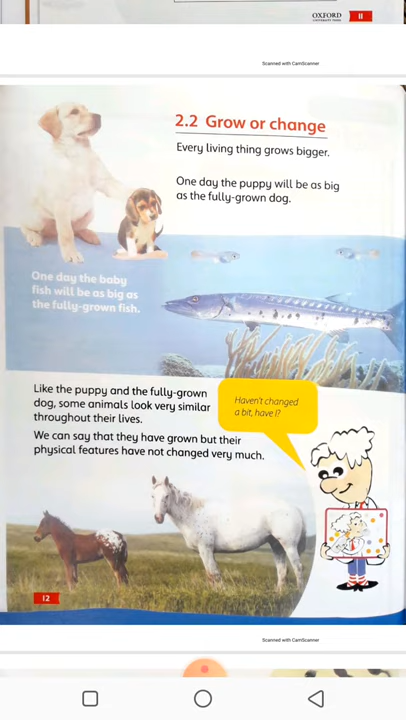 OXFORD
UNIVERSITY PRESS
11
Scanned with CamScanner
2.2 Grow or change
Every living thing grows bigger.
One day the puppy will be as big
as the fully-grown dog.
One day the baby
fish will be as big as
the fully-grown fish.
Like the puppy and the fully-grown
dog, some animals look very similar
throughout their lives.
We can say that they have grown but their
physical features have not changed very much.
Haven't changed
a bit, have I?
12
Scanned with CamScanner